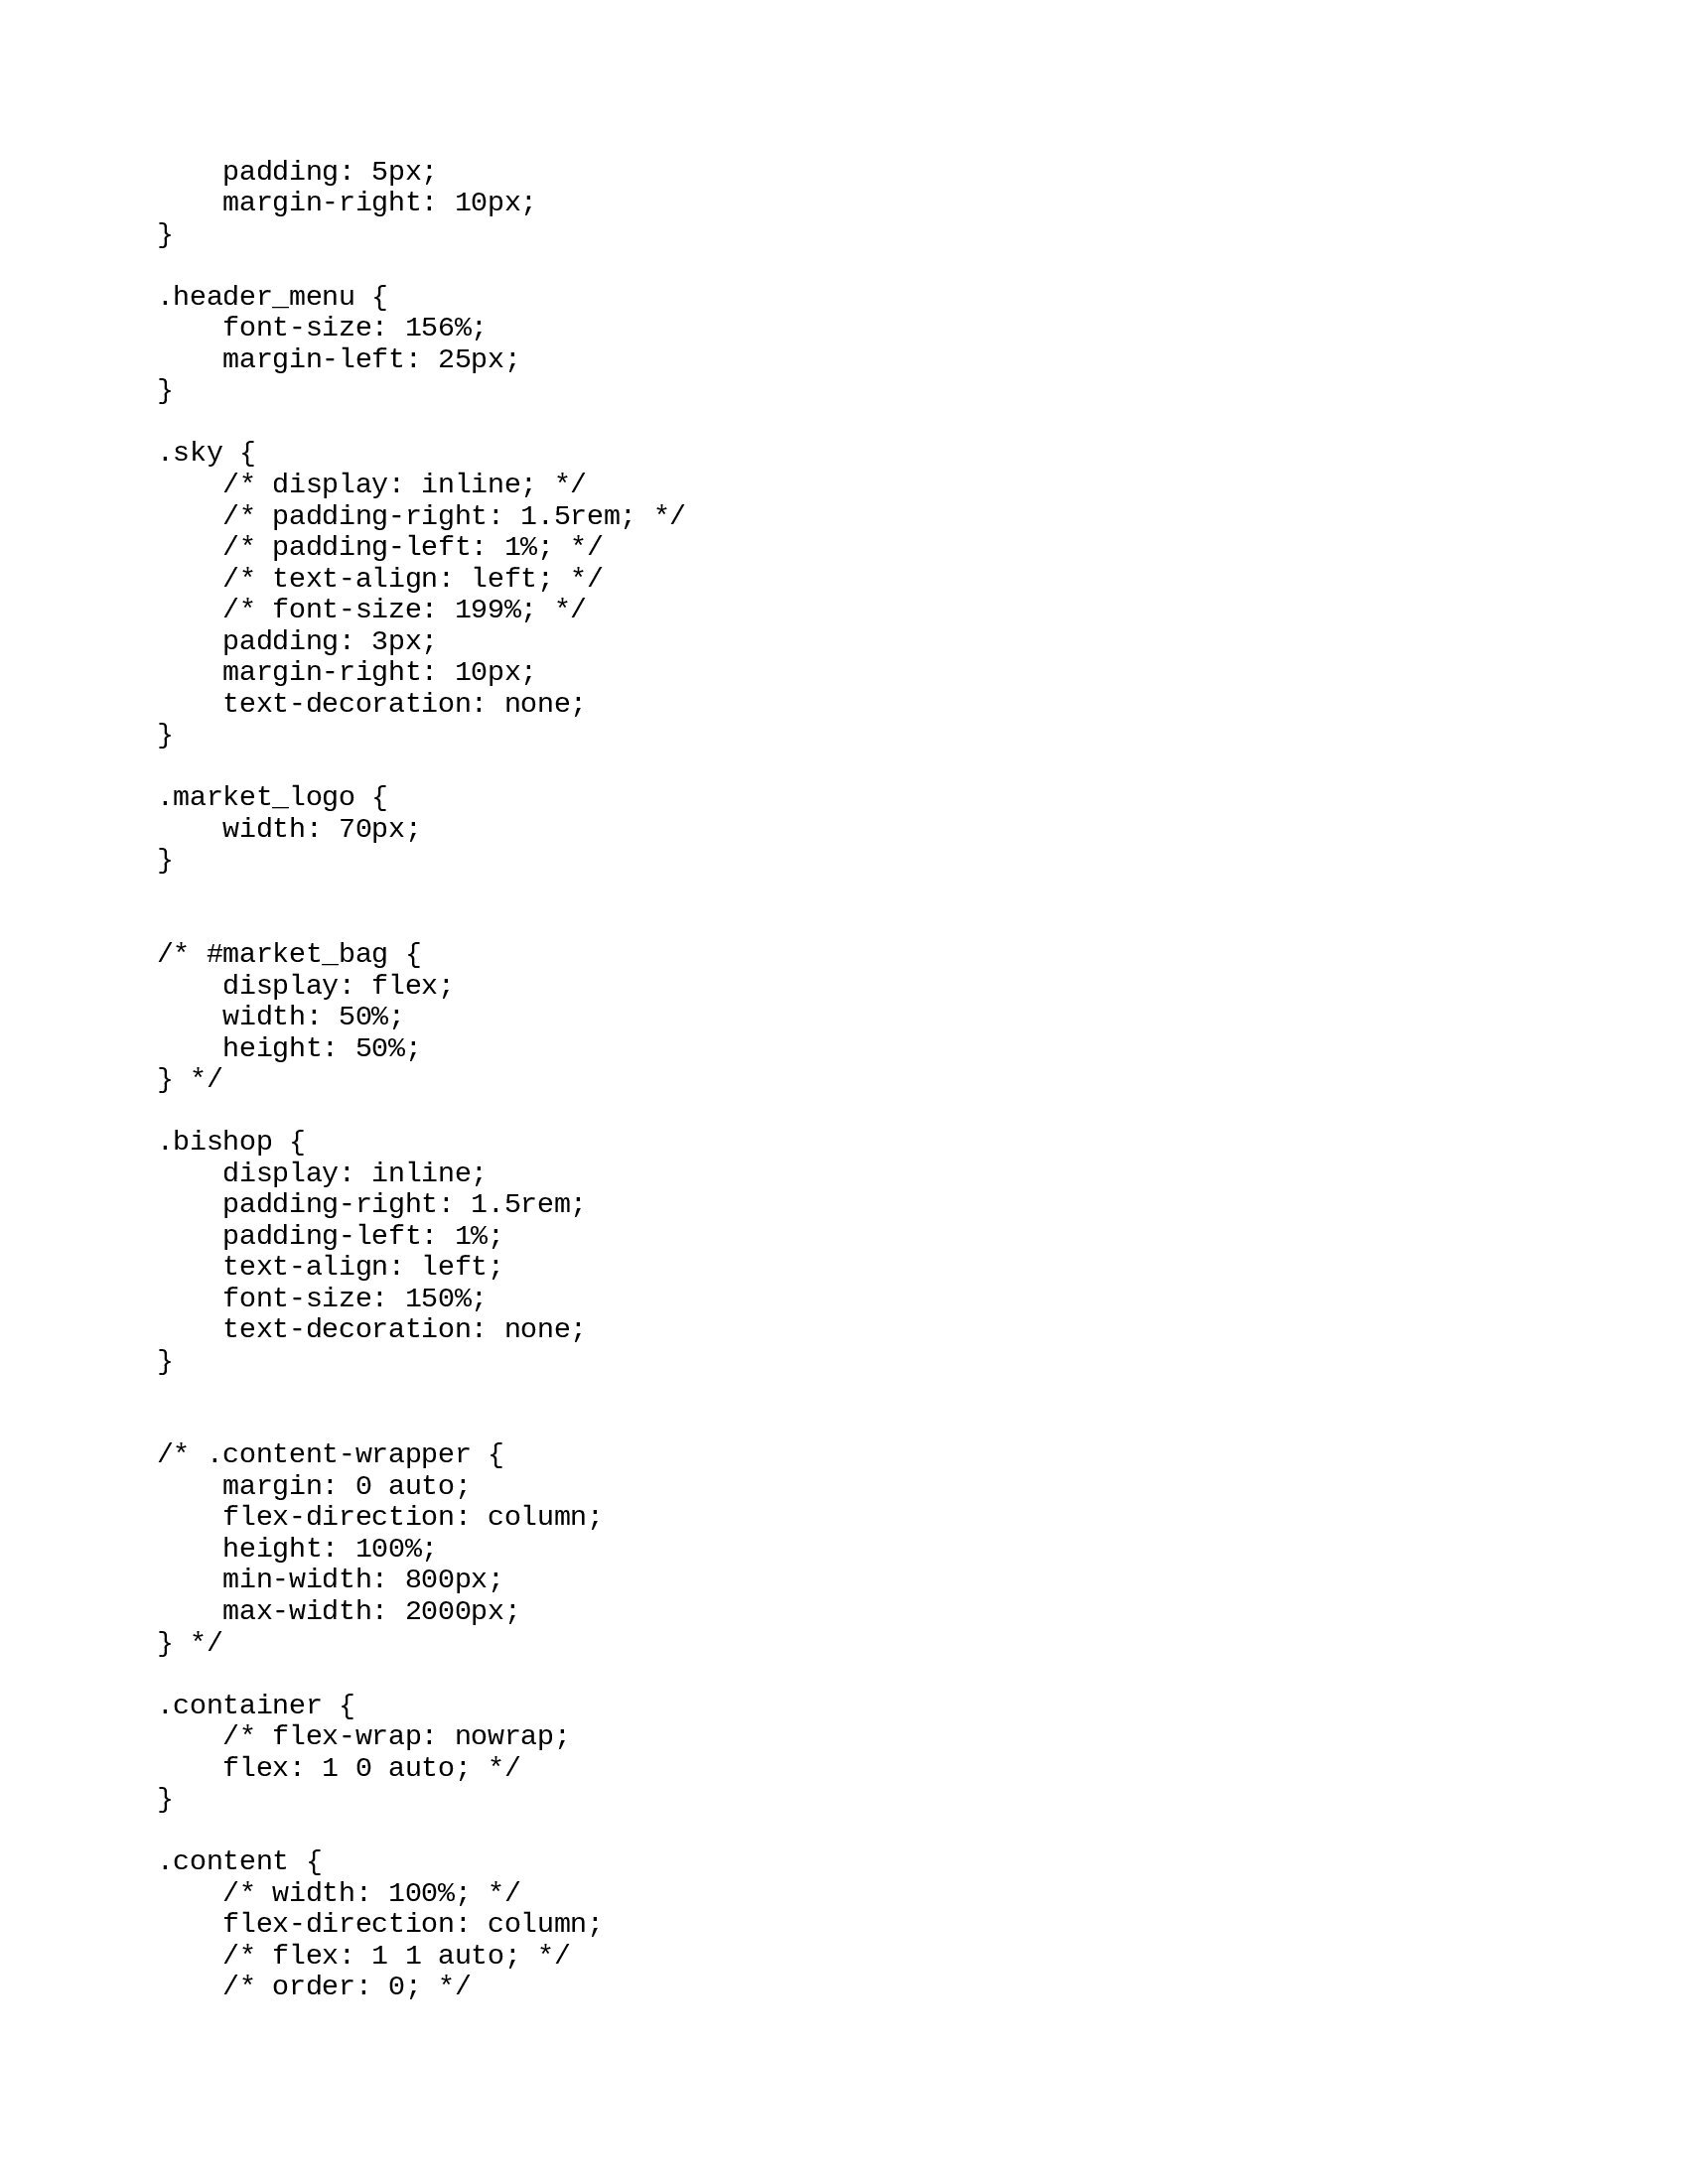 padding: 5px;
    margin-right: 10px;
}

.header_menu {
    font-size: 156%;
    margin-left: 25px;
}

.sky {
    /* display: inline; */
    /* padding-right: 1.5rem; */
    /* padding-left: 1%; */
    /* text-align: left; */
    /* font-size: 199%; */
    padding: 3px;
    margin-right: 10px;
    text-decoration: none;
}

.market_logo {
    width: 70px;
}


/* #market_bag {
    display: flex;
    width: 50%;
    height: 50%;
} */

.bishop {
    display: inline;
    padding-right: 1.5rem;
    padding-left: 1%;
    text-align: left;
    font-size: 150%;
    text-decoration: none;
}


/* .content-wrapper {
    margin: 0 auto;
    flex-direction: column;
    height: 100%;
    min-width: 800px;
    max-width: 2000px;
} */

.container {
    /* flex-wrap: nowrap;
    flex: 1 0 auto; */
}

.content {
    /* width: 100%; */
    flex-direction: column;
    /* flex: 1 1 auto; */
    /* order: 0; */